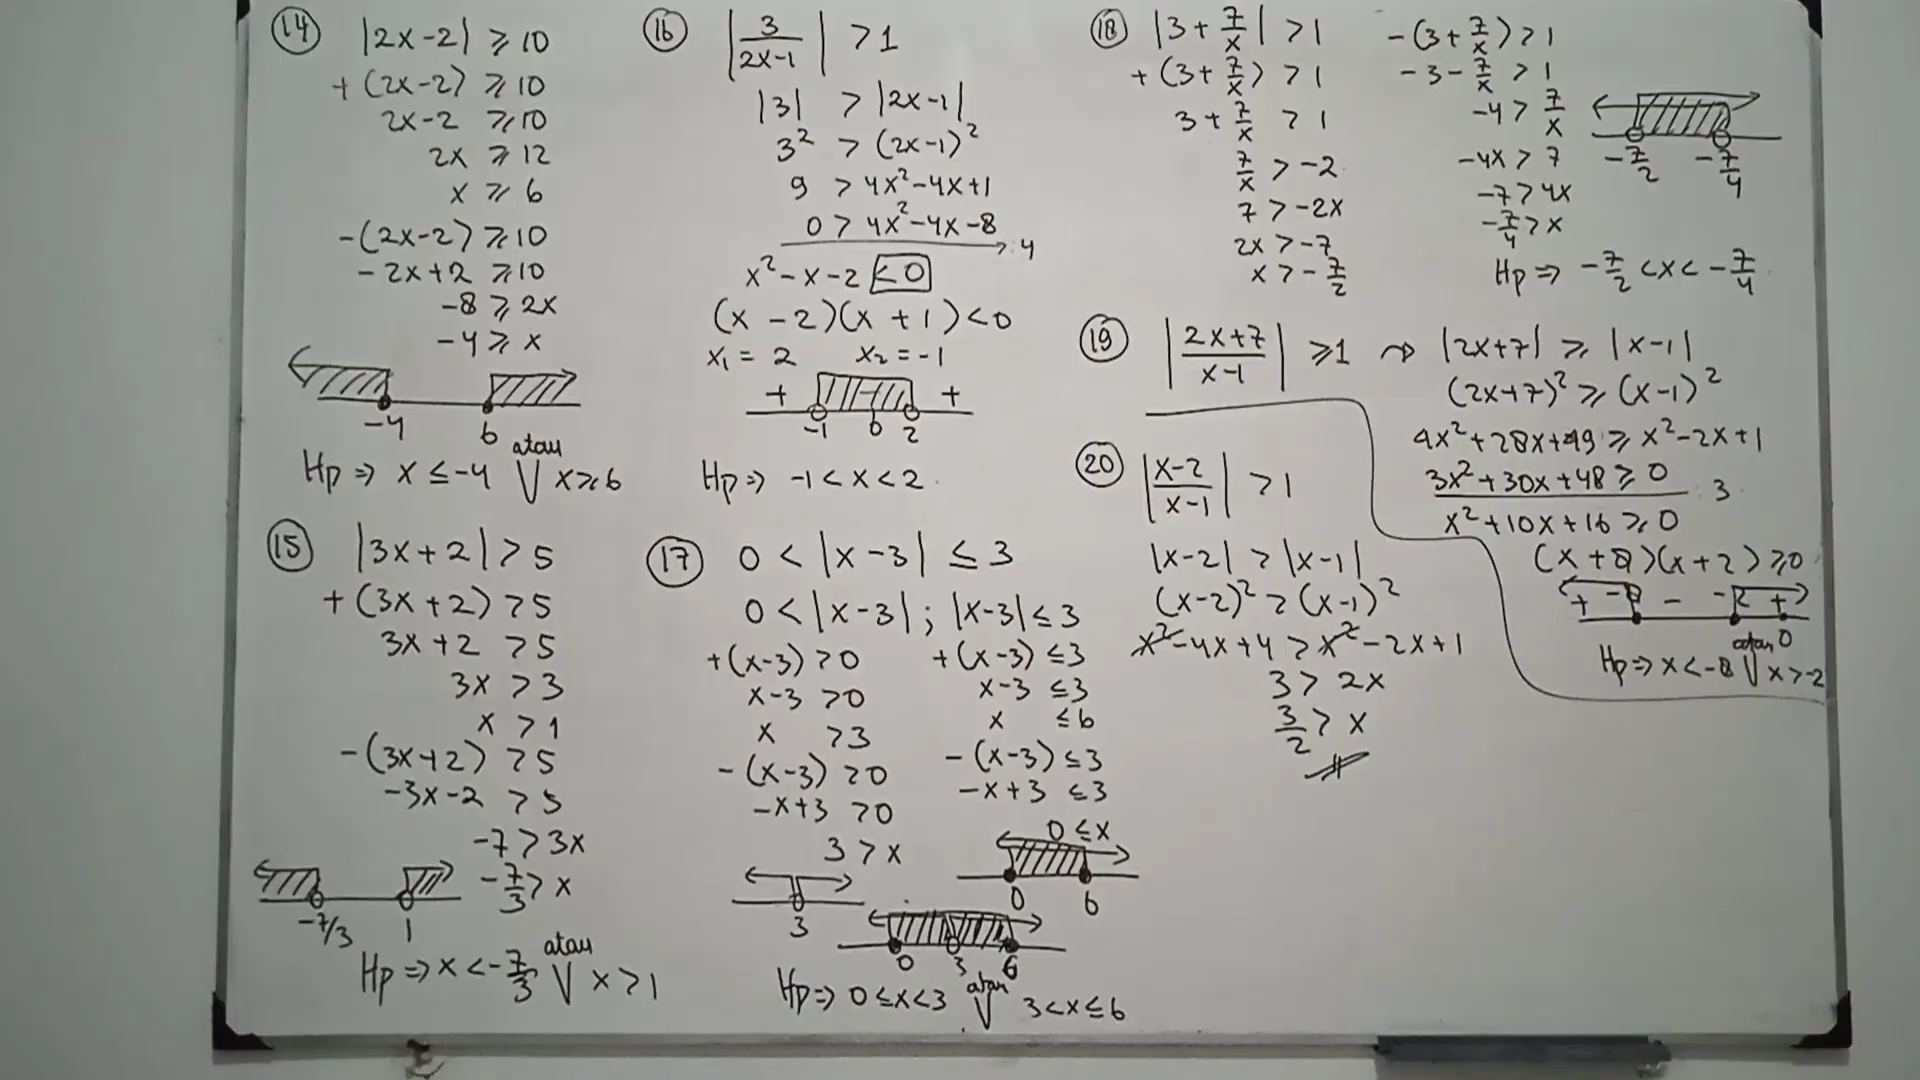 14 |2x-2| ≥ 10
+(2x-2) ≥ 10
2x-2 ≥ 10
2x ≥ 12
x ≥ 6
-(2x-2) ≥ 10
-2x+2 ≥ 10
-8 ≥ 2x
-4 ≥ x
-4 6
Hp ⇒ x ≤ -4 atau V x ≥ 6
15 |3x+2| > 5
+(3x+2) > 5
3x+2 > 5
3x > 3
x > 1
-(3x+2) > 5
-3x-2 > 5
-7 > 3x
-7/3 > x
-7/3 1
Hp ⇒ x < -7/3 atau V x > 1
16 |3/(2x-1)| > 1
|3| > |2x-1|
3² > (2x-1)²
9 > 4x²-4x+1
0 > 4x²-4x-8
:4
x²-x-2 < 0
(x-2)(x+1) < 0
x₁ = 2 x₂ = -1
+ - +
-1 0 2
Hp ⇒ -1 < x < 2
17 0 < |x-3| ≤ 3
0 < |x-3| ; |x-3| ≤ 3
+(x-3) > 0 +(x-3) ≤ 3
x-3 > 0 x-3 ≤ 3
x > 3 x ≤ 6
-(x-3) > 0 -(x-3) ≤ 3
-x+3 > 0 -x+3 ≤ 3
3 > x 0 ≤ x
3 0 6
0 3 6
Hp ⇒ 0 ≤ x < 3 atau V 3 < x ≤ 6
18 |3+7/x| > 1 -(3+7/x) > 1
+(3+7/x) > 1 -3-7/x > 1
3+7/x > 1 -4 > 7/x
7/x > -2 -4x > 7
7 > -2x -7 > 4x
2x > -7 -7/4 > x
x > -7/2
-7/2 -7/4
Hp ⇒ -7/2 < x < -7/4
19 |(2x+7)/(x-1)| ≥ 1 → |2x+7| ≥ |x-1|
(2x+7)² ≥ (x-1)²
4x²+28x+49 ≥ x²-2x+1
3x²+30x+48 ≥ 0
:3
x²+10x+16 ≥ 0
(x+8)(x+2) ≥ 0
+ -8 - -2 +
0
Hp ⇒ x < -8 atau V x > -2
20 |(x-2)/(x-1)| > 1
|x-2| > |x-1|
(x-2)² > (x-1)²
x²-4x+4 > x²-2x+1
3 > 2x
3/2 > x